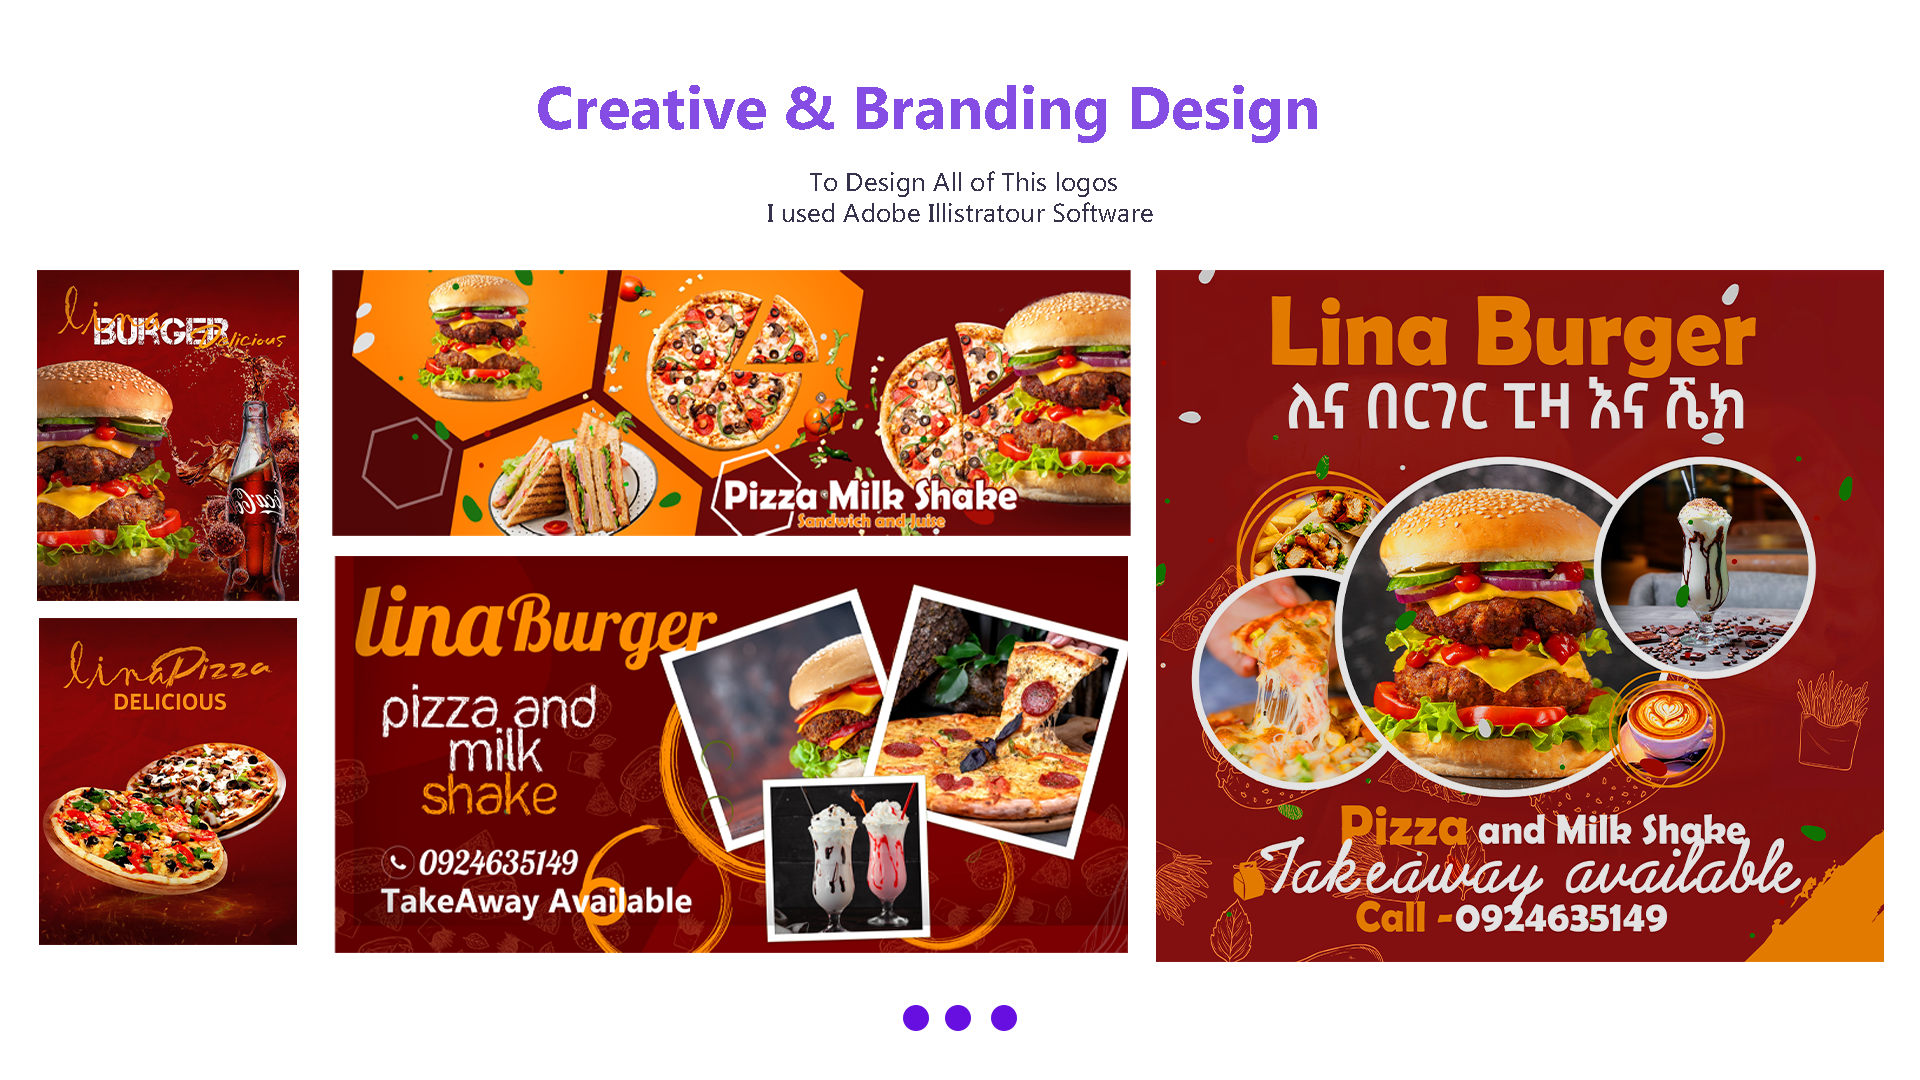 Creative & Branding Design
To Design All of This logos
I used Adobe Illistratour Software
lina
BURGER
Delicious
lina Pizza
DELICIOUS
Pizza Milk Shake
Sandwich and Juise
lina Burger
pizza and
milk
shake
0924635149
TakeAway Available
Lina Burger
ሊና በርገር ፒዛ እና ሼክ
Pizza and Milk Shake
Takeaway available
Call -0924635149